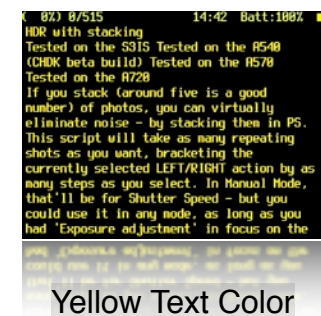 ( 0%) 0/515 14:42 Batt:100%
HDR with stacking
Tested on the S3IS Tested on the A540
(CHDK beta build) Tested on the A570
Tested on the A720
If you stack (around five is a good
number) of photos, you can virtually
eliminate noise - by stacking them in PS.
This script will take as many repeating
shots as you want, bracketing the
currently selected LEFT/RIGHT action by as
many steps as you select. In Manual Mode,
that'll be for Shutter Speed - but you
could use it in any mode, as long as you
had 'Exposure adjustment' in focus on the
Yellow Text Color